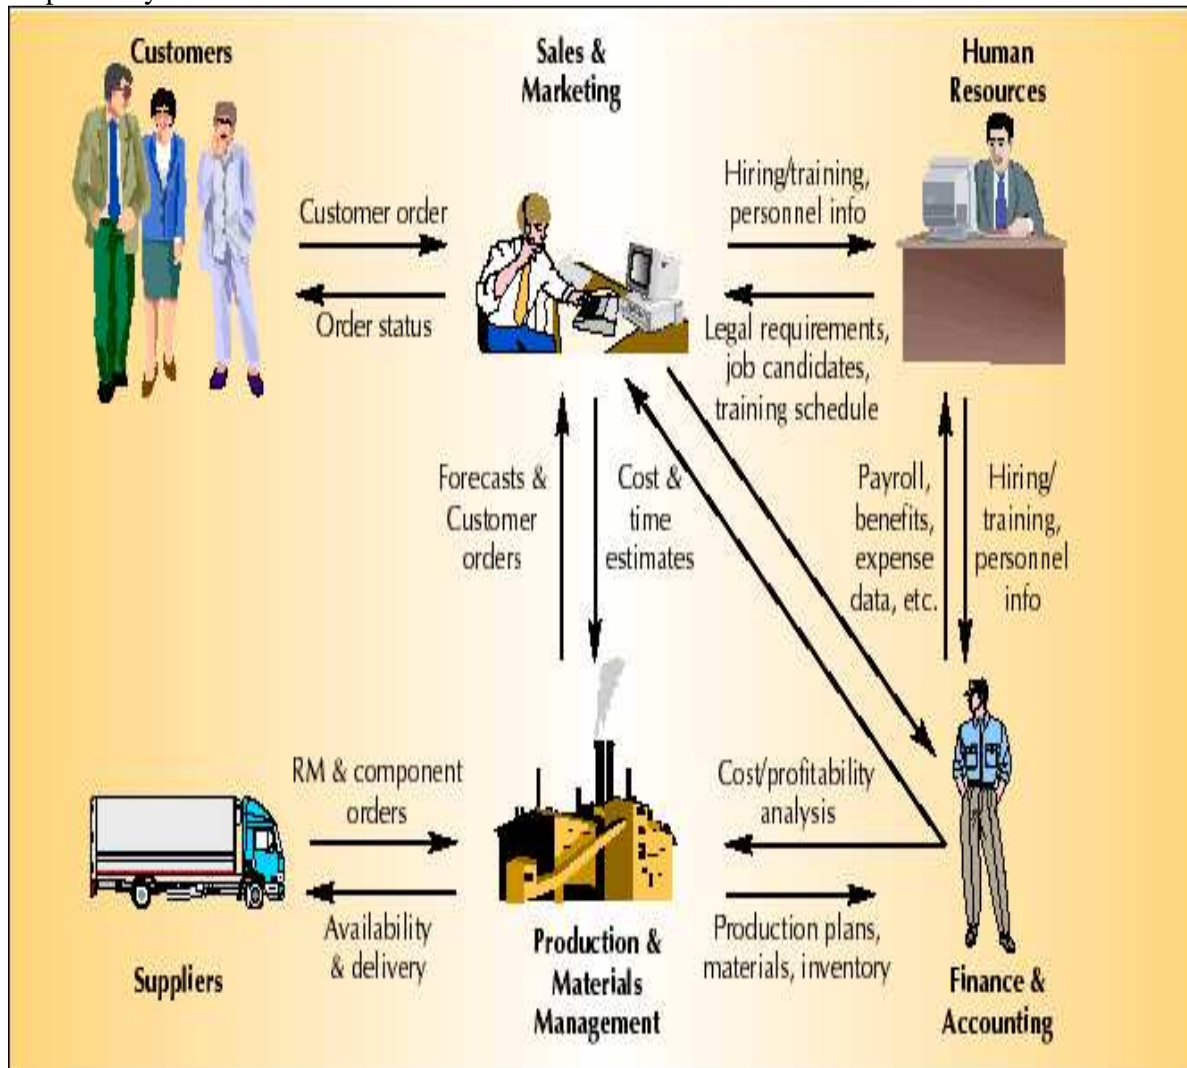 Customers
Sales &
Marketing
Human
Resources
Customer order
Order status
Hiring/training,
personnel info
Legal requirements,
job candidates,
training schedule
Forecasts &
Customer
orders
Cost &
time
estimates
Payroll,
benefits,
expense
data, etc.
Hiring/
training,
personnel
info
RM & component
orders
Availability
& delivery
Cost/profitability
analysis
Production plans,
materials, inventory
Suppliers
Production &
Materials
Management
Finance &
Accounting